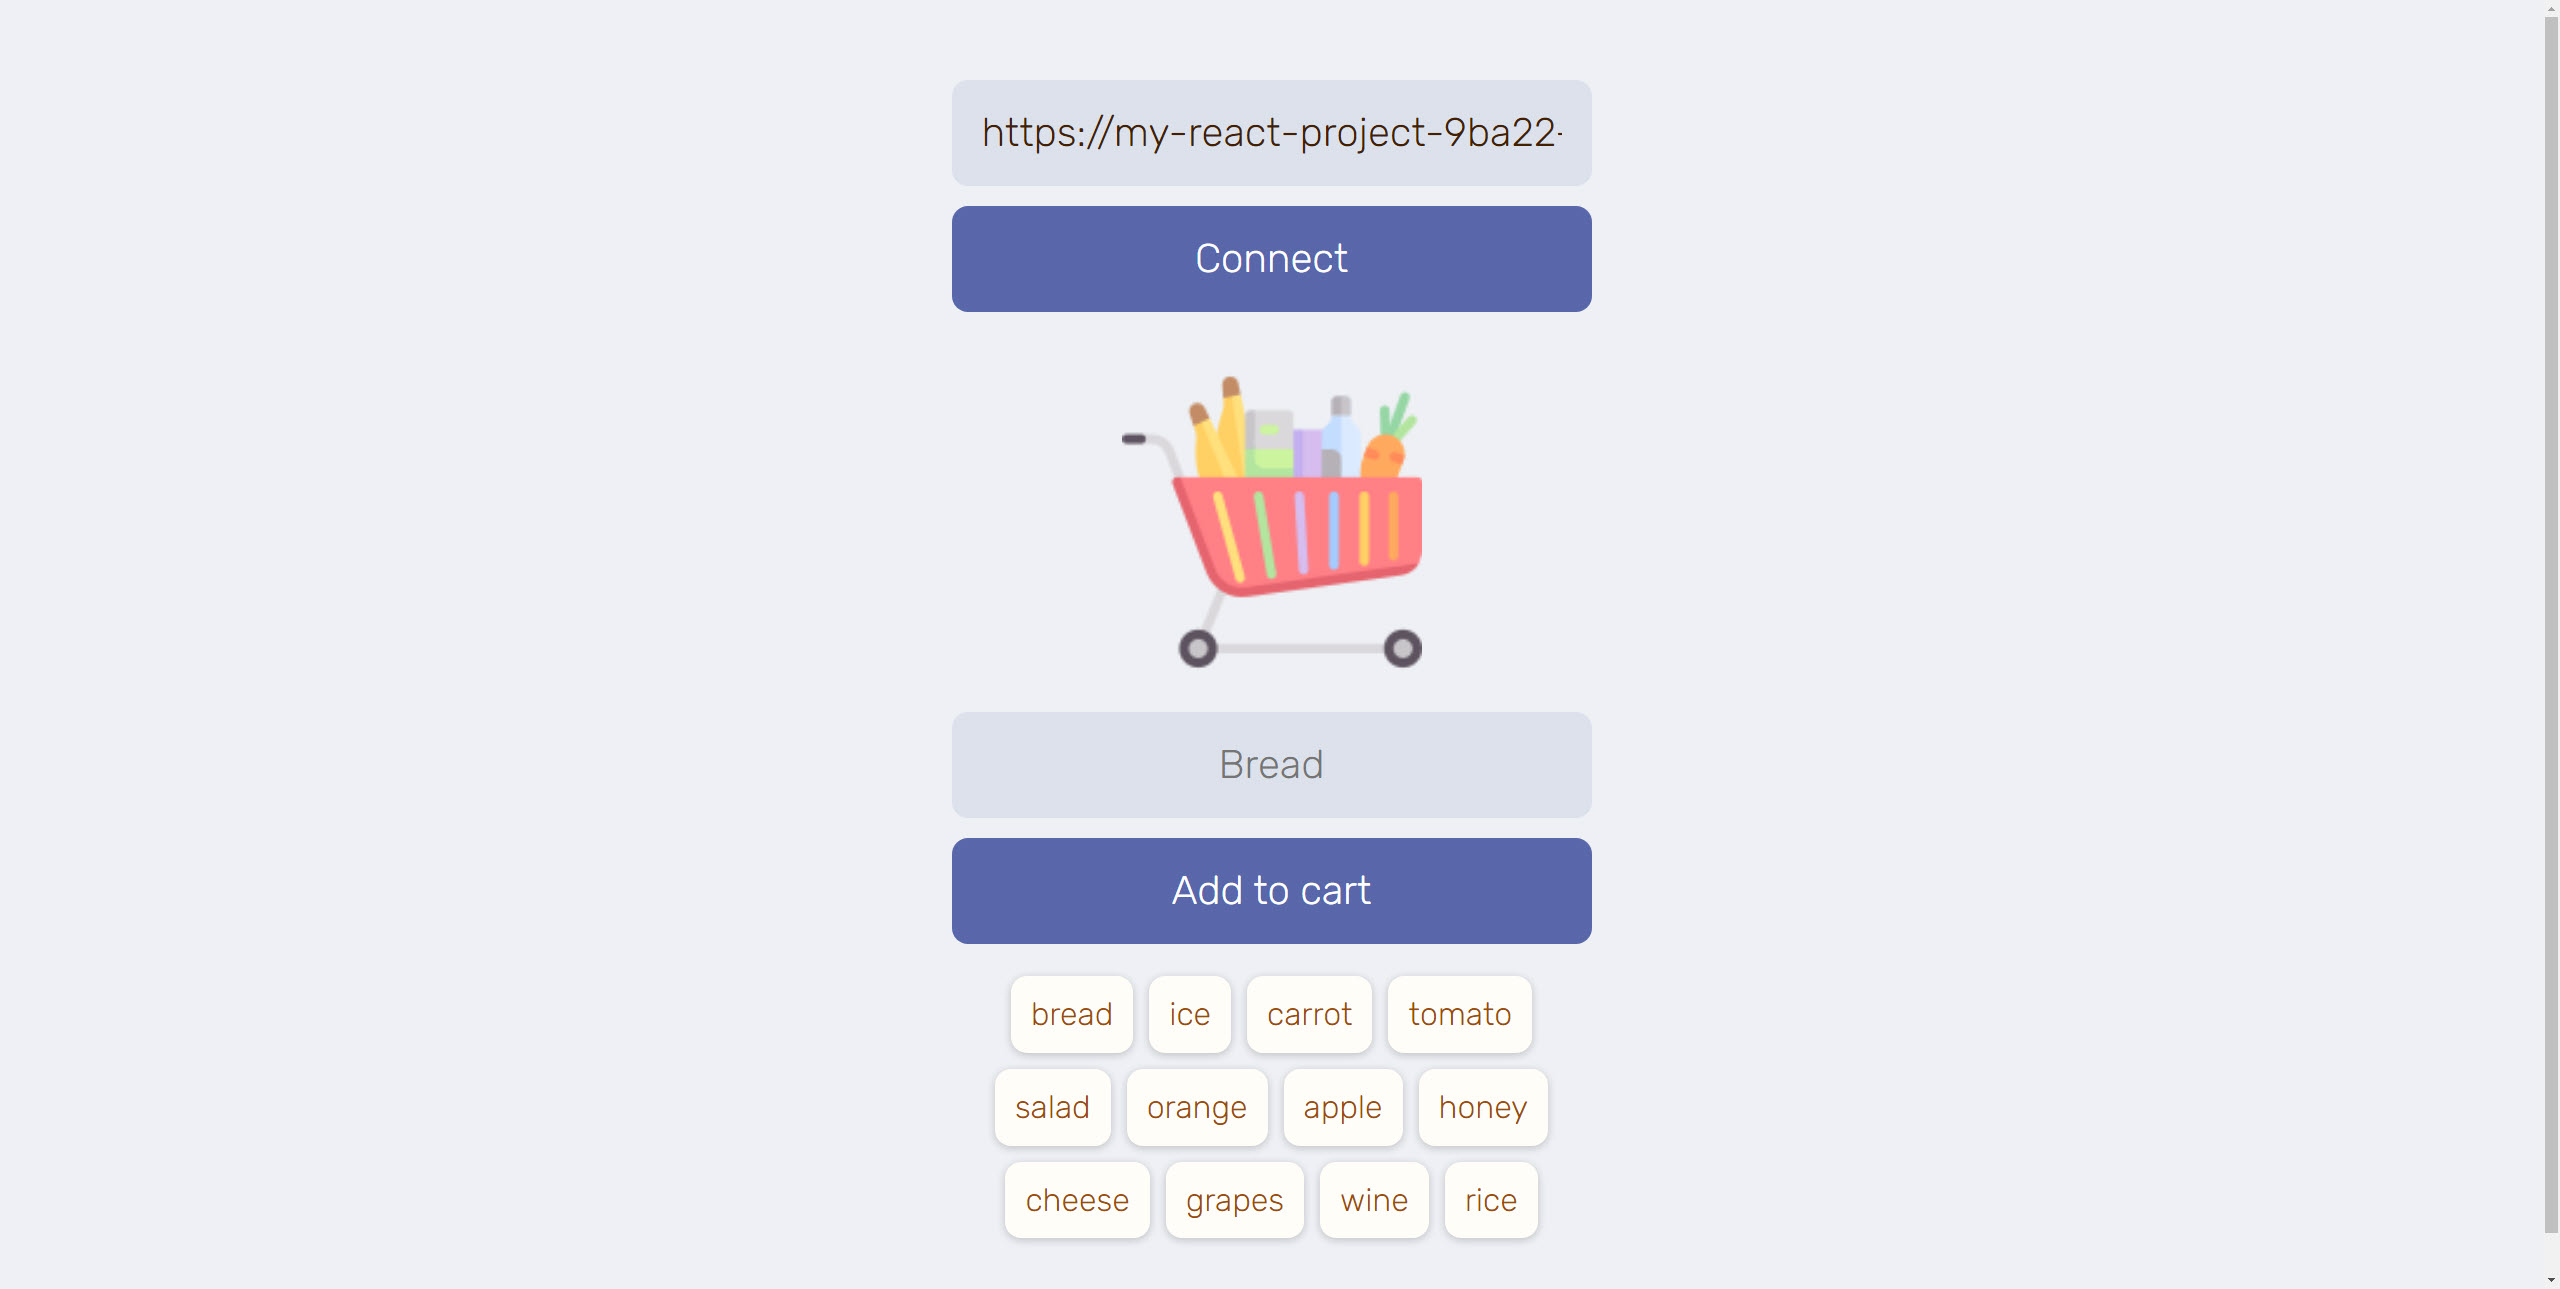 https://my-react-project-9ba22-
Connect
Bread
Add to cart
bread ice carrot tomato
salad orange apple honey
cheese grapes wine rice